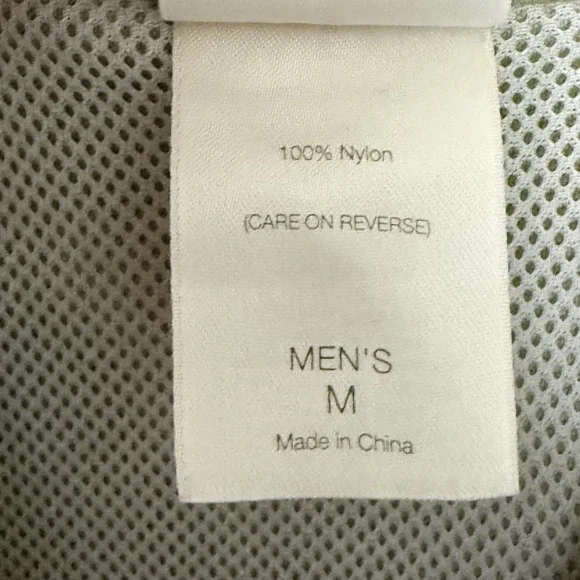 100% Nylon
(CARE ON REVERSE)
MEN'S
M
Made in China